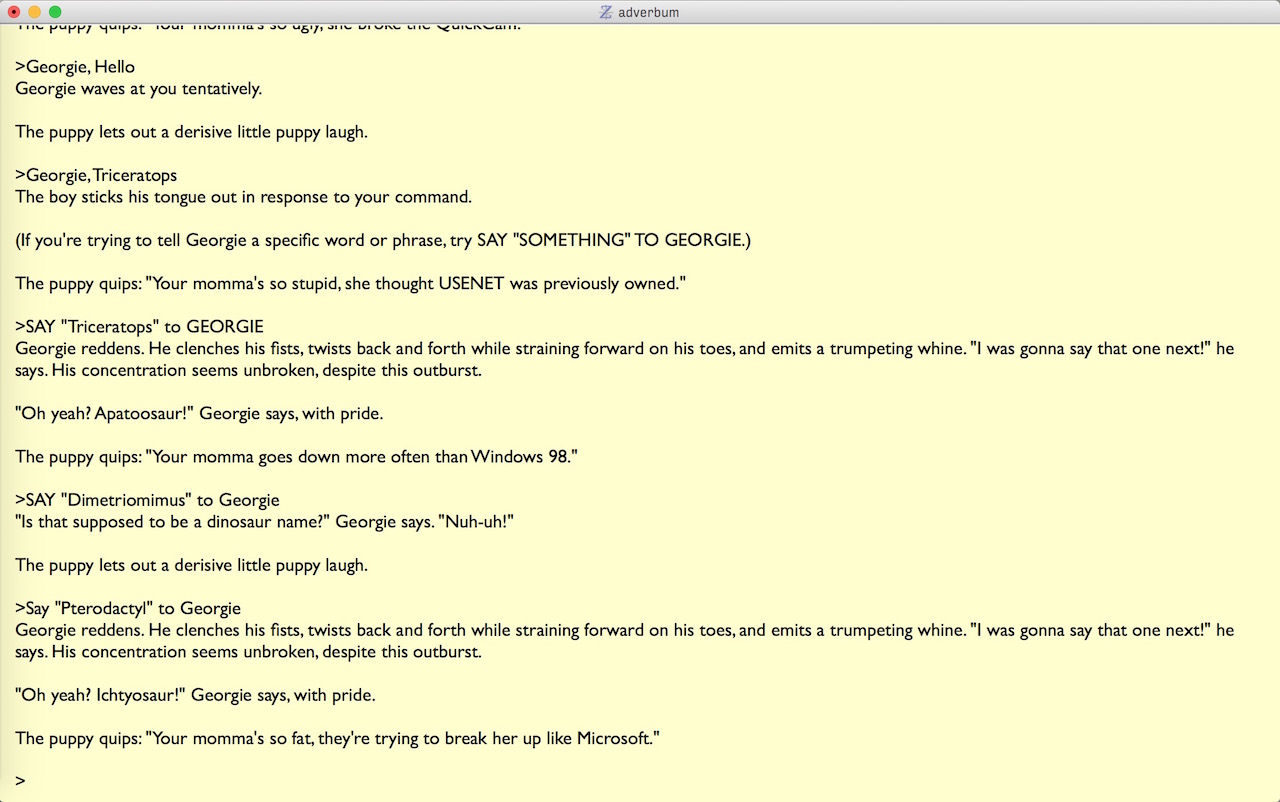 adverbum
The puppy quips: "Your momma's so ugly, she broke the QuickCam."
>Georgie, Hello
Georgie waves at you tentatively.
The puppy lets out a derisive little puppy laugh.
>Georgie, Triceratops
The boy sticks his tongue out in response to your command.
(If you're trying to tell Georgie a specific word or phrase, try SAY "SOMETHING" TO GEORGIE.)
The puppy quips: "Your momma's so stupid, she thought USENET was previously owned."
>SAY "Triceratops" to GEORGIE
Georgie reddens. He clenches his fists, twists back and forth while straining forward on his toes, and emits a trumpeting whine. "I was gonna say that one next!" he
says. His concentration seems unbroken, despite this outburst.
"Oh yeah? Apatoosaur!" Georgie says, with pride.
The puppy quips: "Your momma goes down more often than Windows 98."
>SAY "Dimetriomimus" to Georgie
"Is that supposed to be a dinosaur name?" Georgie says. "Nuh-uh!"
The puppy lets out a derisive little puppy laugh.
>Say "Pterodactyl" to Georgie
Georgie reddens. He clenches his fists, twists back and forth while straining forward on his toes, and emits a trumpeting whine. "I was gonna say that one next!" he
says. His concentration seems unbroken, despite this outburst.
"Oh yeah? Ichtyosaur!" Georgie says, with pride.
The puppy quips: "Your momma's so fat, they're trying to break her up like Microsoft."
>